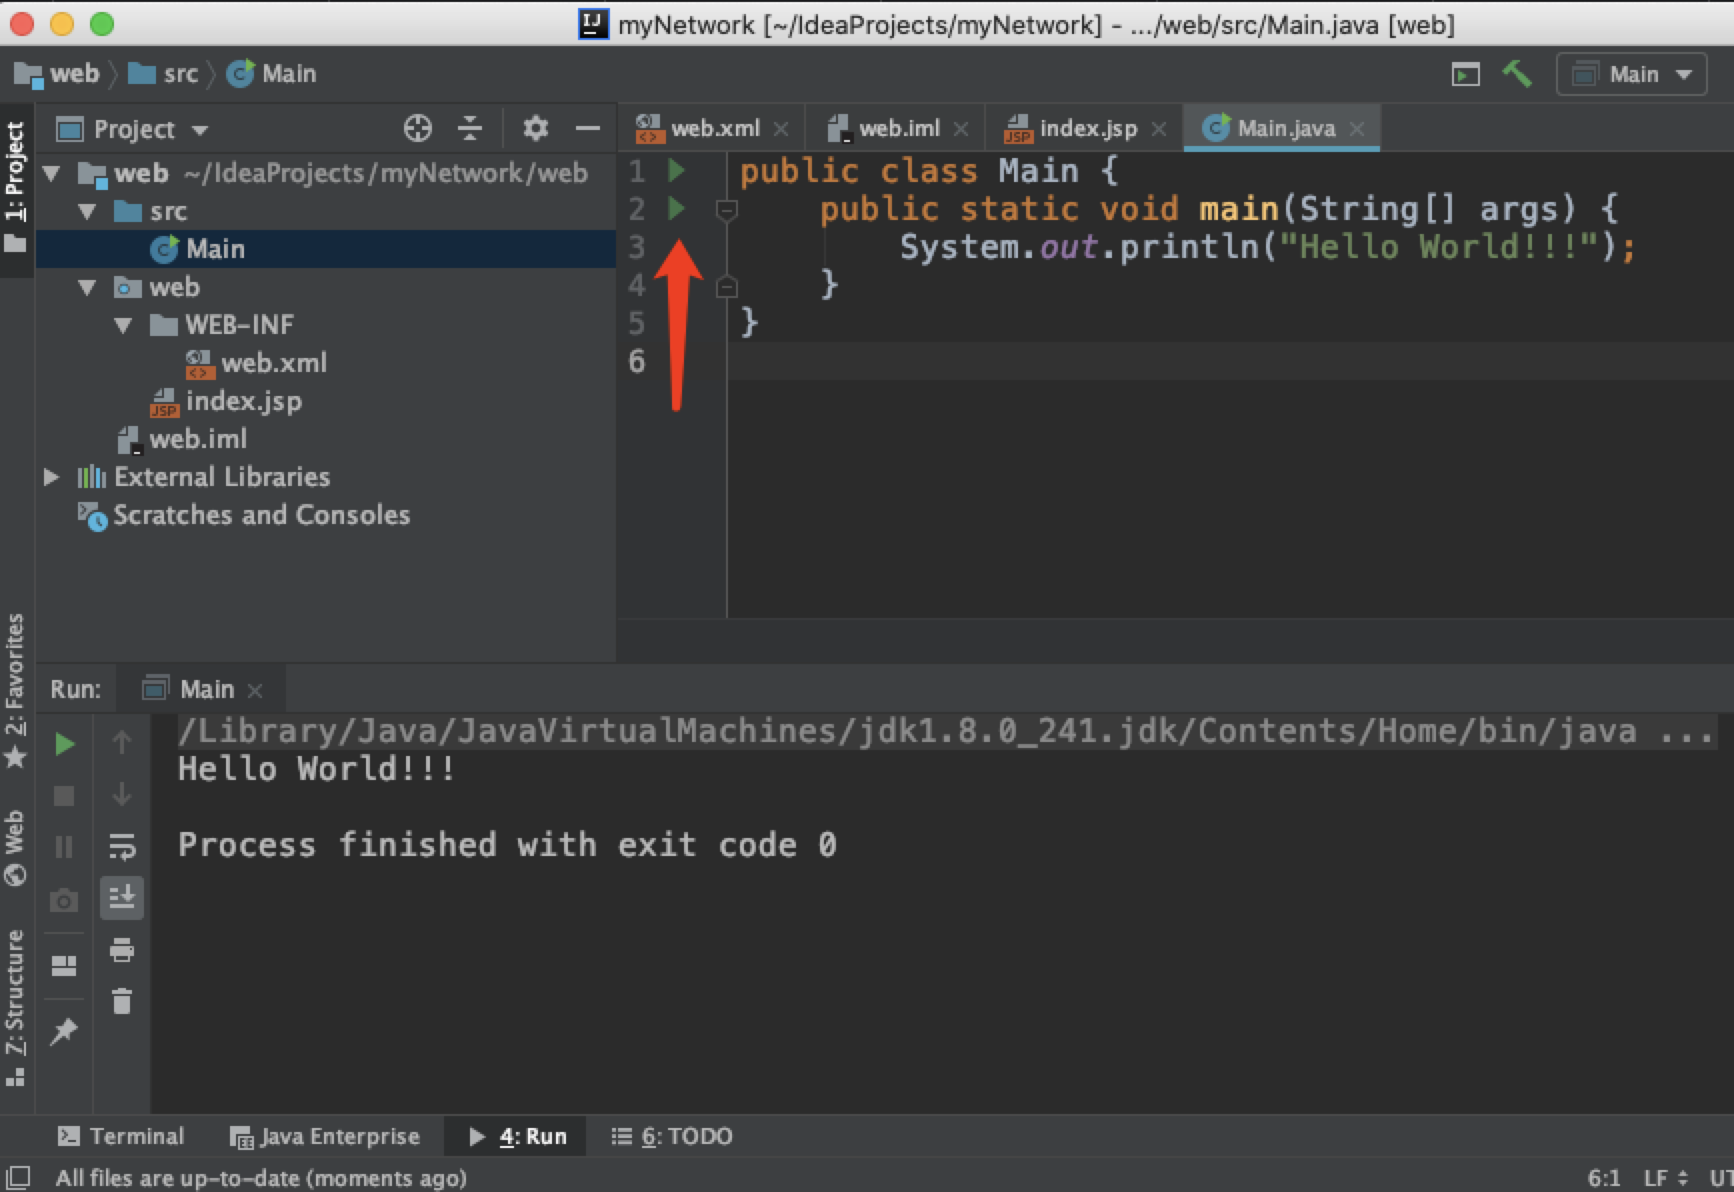 myNetwork [~/IdeaProjects/myNetwork] - .../web/src/Main.java [web]
web src Main
Main
1: Project
Project
web ~/IdeaProjects/myNetwork/web
src
Main
web
WEB-INF
web.xml
index.jsp
web.iml
External Libraries
Scratches and Consoles
web.xml web.iml index.jsp Main.java
1 public class Main {
2 public static void main(String[] args) {
3 System.out.println("Hello World!!!");
4 }
5 }
6
2: Favorites
Web
Z: Structure
Run: Main
/Library/Java/JavaVirtualMachines/jdk1.8.0_241.jdk/Contents/Home/bin/java ...
Hello World!!!
Process finished with exit code 0
Terminal Java Enterprise 4: Run 6: TODO
All files are up-to-date (moments ago) 6:1 LF